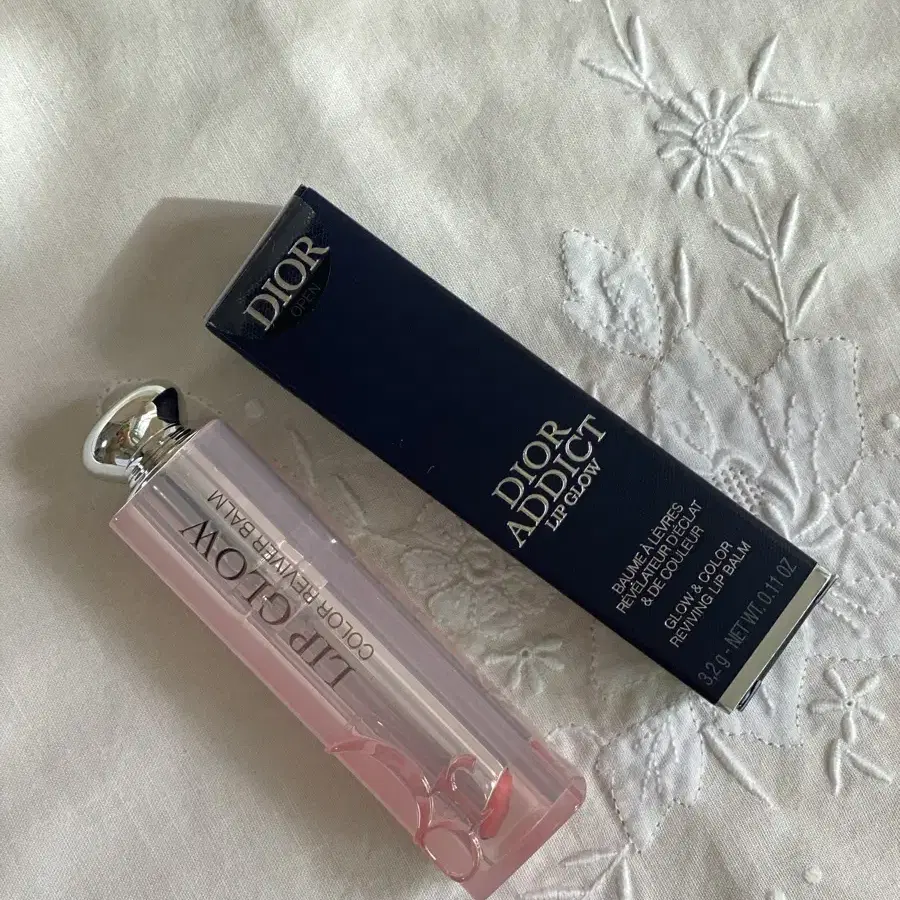 DIOR
OPEN
DIOR
ADDICT
LIP GLOW
BAUME À LÈVRES
RÉVÉLATEUR D'ÉCLAT
& DE COULEUR
GLOW & COLOR
REVIVING LIP BALM
3,2 g - NET WT. 0.11 OZ
LIP GLOW
COLOR REVIVER BALM